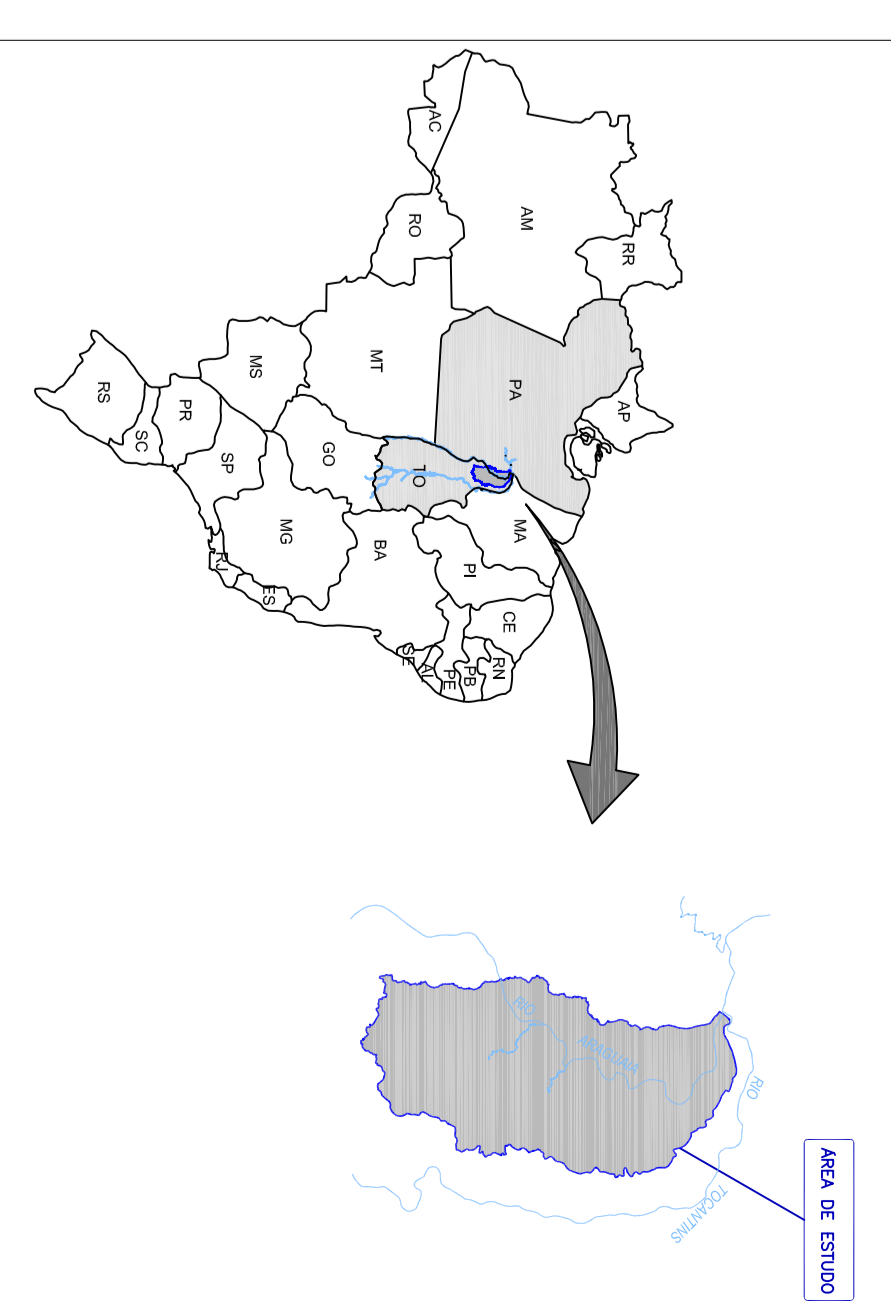 RR
AP
AM
PA
MA
CE
RN
PB
PE
AL
SE
PI
AC
RO
TO
MT
BA
GO
MS
MG
ES
RJ
SP
PR
SC
RS
ÁREA DE ESTUDO
RIO
TOCANTINS
RIO
ARAGUAIA